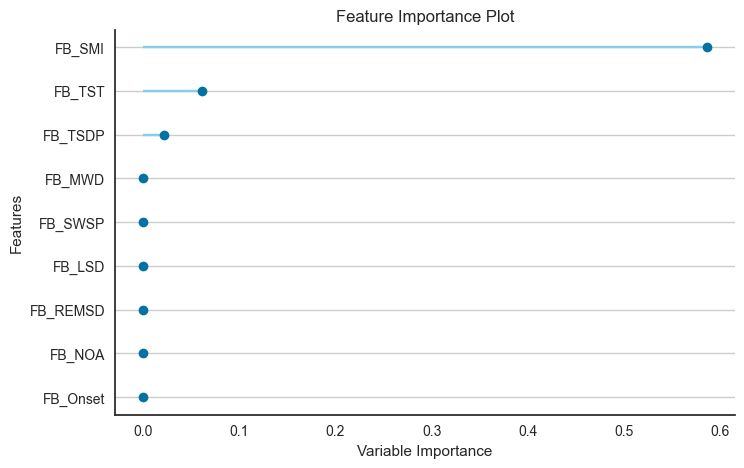 Feature Importance Plot
Features
FB_SMI
FB_TST
FB_TSDP
FB_MWD
FB_SWSP
FB_LSD
FB_REMSD
FB_NOA
FB_Onset
0.0 0.1 0.2 0.3 0.4 0.5 0.6
Variable Importance